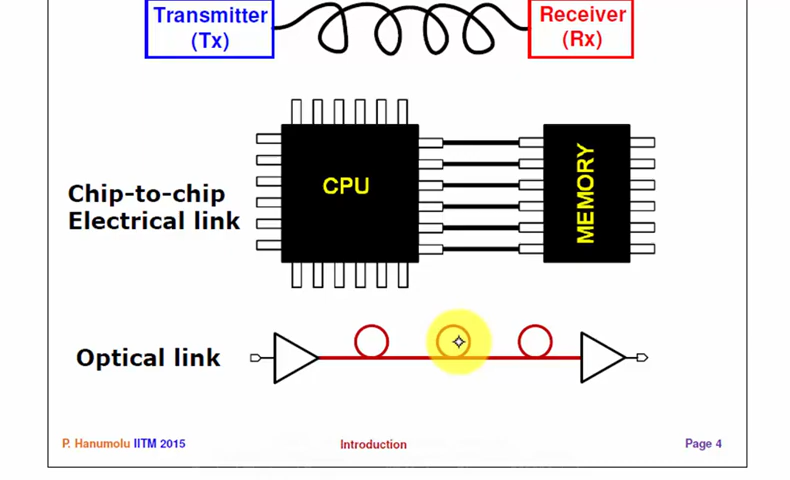 Transmitter
(Tx)
Receiver
(Rx)
CPU
MEMORY
Chip-to-chip
Electrical link
Optical link
P. Hanumolu IITM 2015
Introduction
Page 4